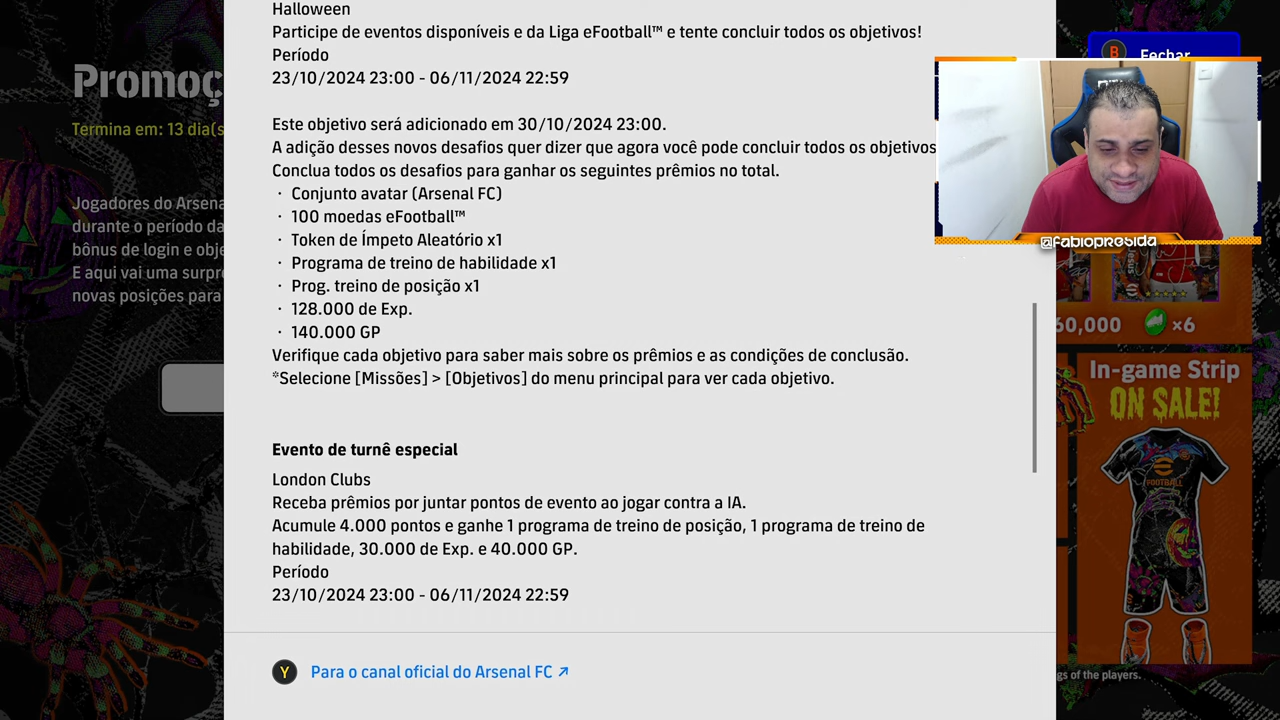 Halloween
Participe de eventos disponíveis e da Liga eFootball™ e tente concluir todos os objetivos!
Período
23/10/2024 23:00 - 06/11/2024 22:59
B Fechar
Promoç
Termina em: 13 dia(s
Este objetivo será adicionado em 30/10/2024 23:00.
A adição desses novos desafios quer dizer que agora você pode concluir todos os objetivos
Conclua todos os desafios para ganhar os seguintes prêmios no total.
· Conjunto avatar (Arsenal FC)
· 100 moedas eFootball™
· Token de Ímpeto Aleatório x1
· Programa de treino de habilidade x1
· Prog. treino de posição x1
· 128.000 de Exp.
· 140.000 GP
Verifique cada objetivo para saber mais sobre os prêmios e as condições de conclusão.
*Selecione [Missões] > [Objetivos] do menu principal para ver cada objetivo.
Jogadores do Arsena
durante o período da
bônus de login e obje
E aqui vai uma surpre
novas posições para
@fabiopresida
Jesus
60,000 ×6
In-game Strip
ON SALE!
FOOTBALL
Evento de turnê especial
London Clubs
Receba prêmios por juntar pontos de evento ao jogar contra a IA.
Acumule 4.000 pontos e ganhe 1 programa de treino de posição, 1 programa de treino de
habilidade, 30.000 de Exp. e 40.000 GP.
Período
23/10/2024 23:00 - 06/11/2024 22:59
Y Para o canal oficial do Arsenal FC ↗
gs of the players.